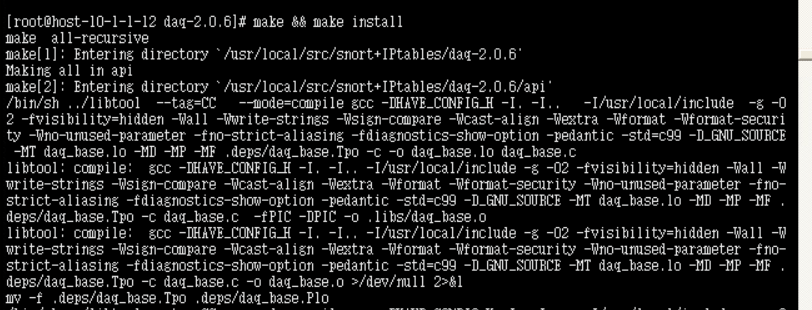 [root@host-10-1-1-12 daq-2.0.6]# make && make install
make  all-recursive
make[1]: Entering directory `/usr/local/src/snort+IPtables/daq-2.0.6'
Making all in api
make[2]: Entering directory `/usr/local/src/snort+IPtables/daq-2.0.6/api'
/bin/sh ../libtool  --tag=CC   --mode=compile gcc -DHAVE_CONFIG_H -I. -I..   -I/usr/local/include  -g -O
2 -fvisibility=hidden -Wall -Wwrite-strings -Wsign-compare -Wcast-align -Wextra -Wformat -Wformat-securi
ty -Wno-unused-parameter -fno-strict-aliasing -fdiagnostics-show-option -pedantic -std=c99 -D_GNU_SOURCE
 -MT daq_base.lo -MD -MP -MF .deps/daq_base.Tpo -c -o daq_base.lo daq_base.c
libtool: compile:  gcc -DHAVE_CONFIG_H -I. -I.. -I/usr/local/include -g -O2 -fvisibility=hidden -Wall -W
write-strings -Wsign-compare -Wcast-align -Wextra -Wformat -Wformat-security -Wno-unused-parameter -fno-
strict-aliasing -fdiagnostics-show-option -pedantic -std=c99 -D_GNU_SOURCE -MT daq_base.lo -MD -MP -MF .
deps/daq_base.Tpo -c daq_base.c  -fPIC -DPIC -o .libs/daq_base.o
libtool: compile:  gcc -DHAVE_CONFIG_H -I. -I.. -I/usr/local/include -g -O2 -fvisibility=hidden -Wall -W
write-strings -Wsign-compare -Wcast-align -Wextra -Wformat -Wformat-security -Wno-unused-parameter -fno-
strict-aliasing -fdiagnostics-show-option -pedantic -std=c99 -D_GNU_SOURCE -MT daq_base.lo -MD -MP -MF .
deps/daq_base.Tpo -c daq_base.c -o daq_base.o >/dev/null 2>&1
mv -f .deps/daq_base.Tpo .deps/daq_base.Plo